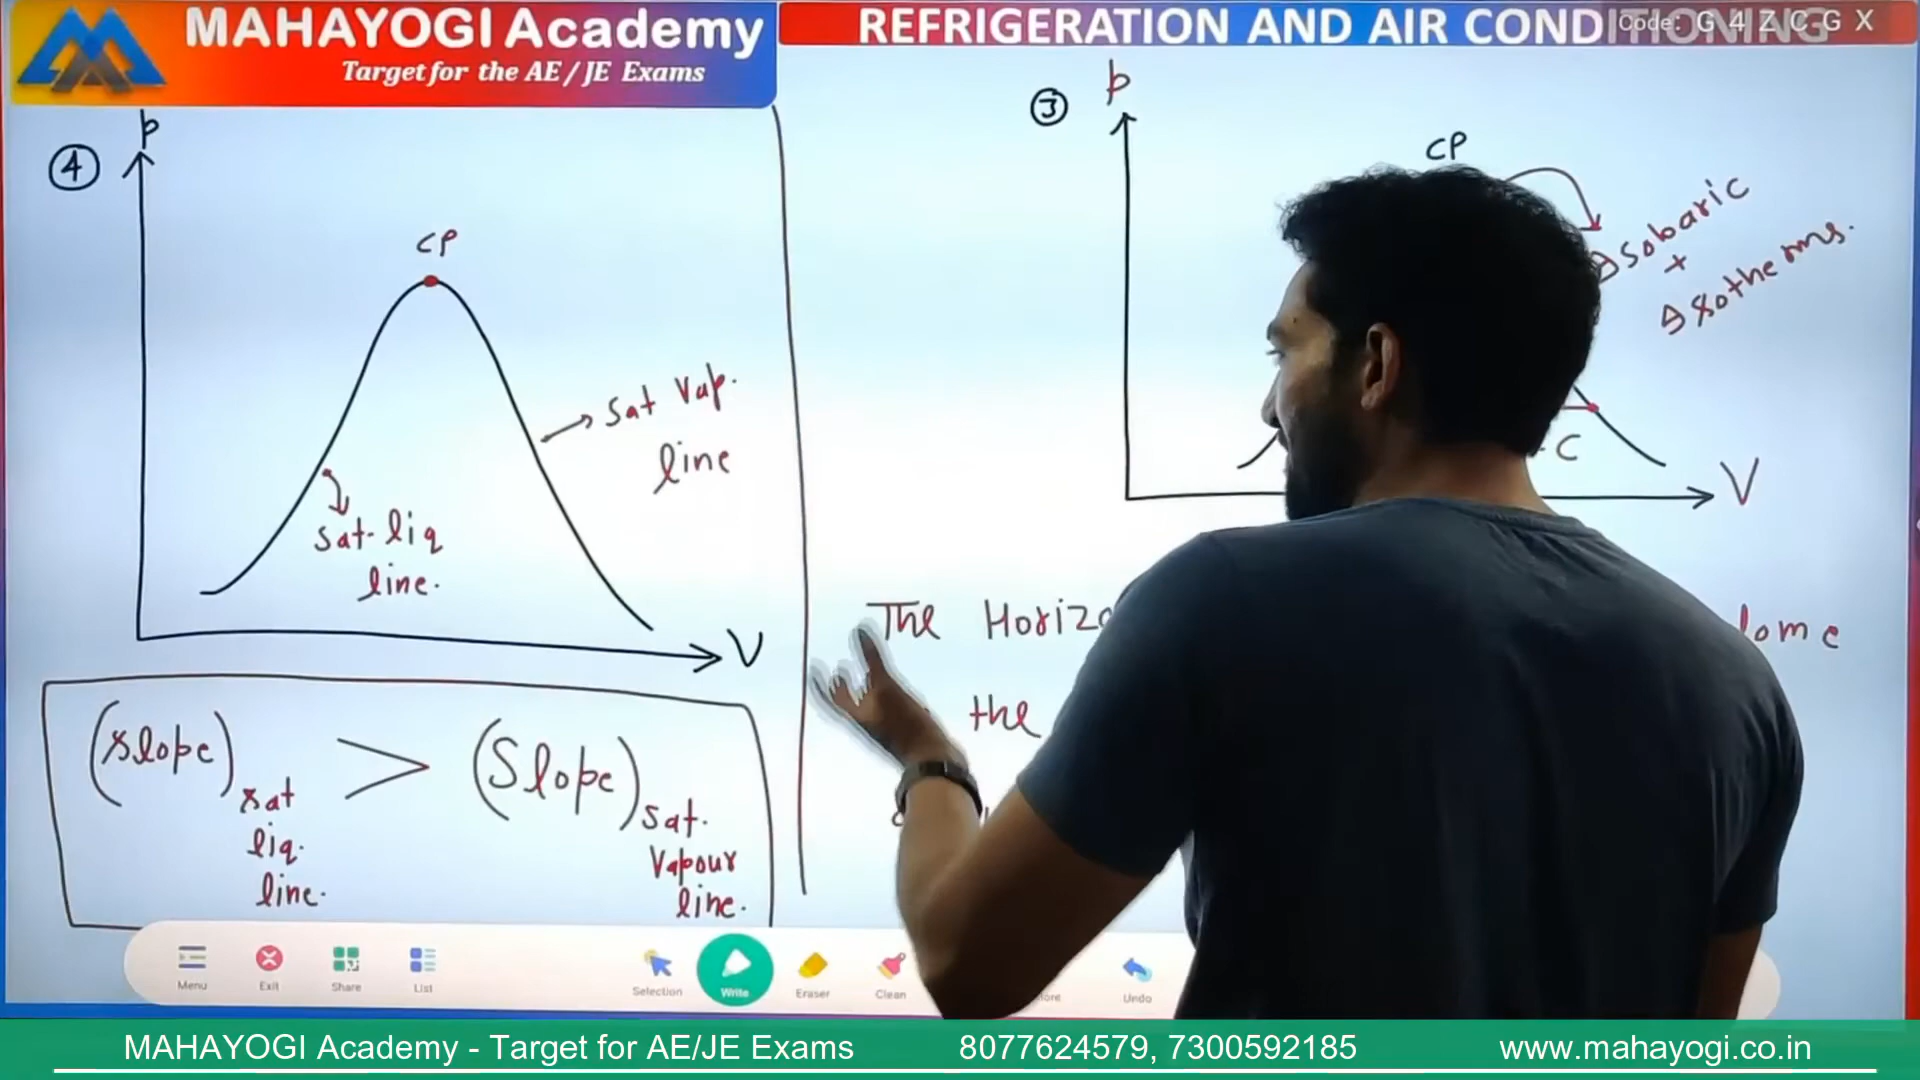 MAHAYOGI Academy
Target for the AE/JE Exams
REFRIGERATION AND AIR CONDITIONING
Code: G 4 Z C G X
4
p
CP
Sat Vap.
line
Sat. liq
line.
V
(Slope) sat liq. line. > (Slope) sat. Vapour line.
3
p
CP
Isobaric
+
Isotherms.
C
V
The
the
Menu
Exit
Share
List
Selection
Write
Eraser
Clean
Undo
MAHAYOGI Academy - Target for AE/JE Exams 8077624579, 7300592185 www.mahayogi.co.in